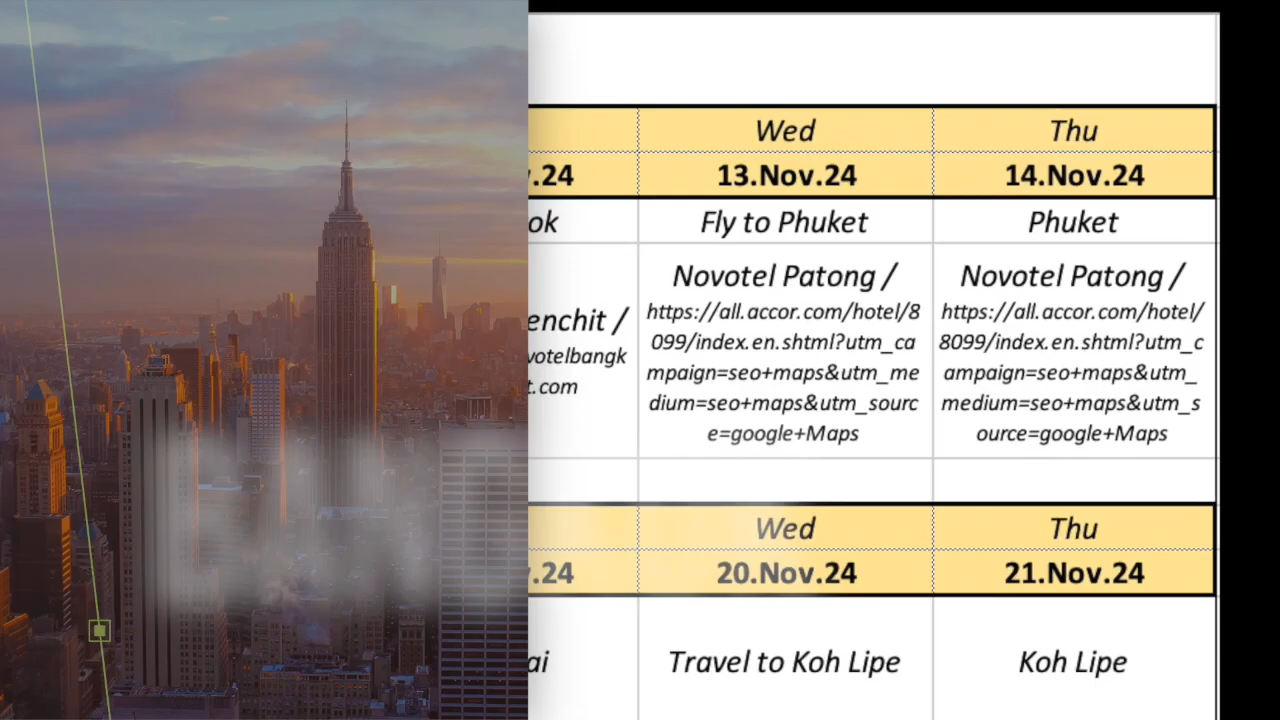 Wed Thu
.24 13.Nov.24 14.Nov.24
ok Fly to Phuket Phuket
Novotel Patong / Novotel Patong /
enchit / https://all.accor.com/hotel/8 https://all.accor.com/hotel/
votelbangk 099/index.en.shtml?utm_ca 8099/index.en.shtml?utm_c
t.com mpaign=seo+maps&utm_me ampaign=seo+maps&utm_
dium=seo+maps&utm_sourc medium=seo+maps&utm_s
e=google+Maps ource=google+Maps
Wed Thu
.24 20.Nov.24 21.Nov.24
ai Travel to Koh Lipe Koh Lipe